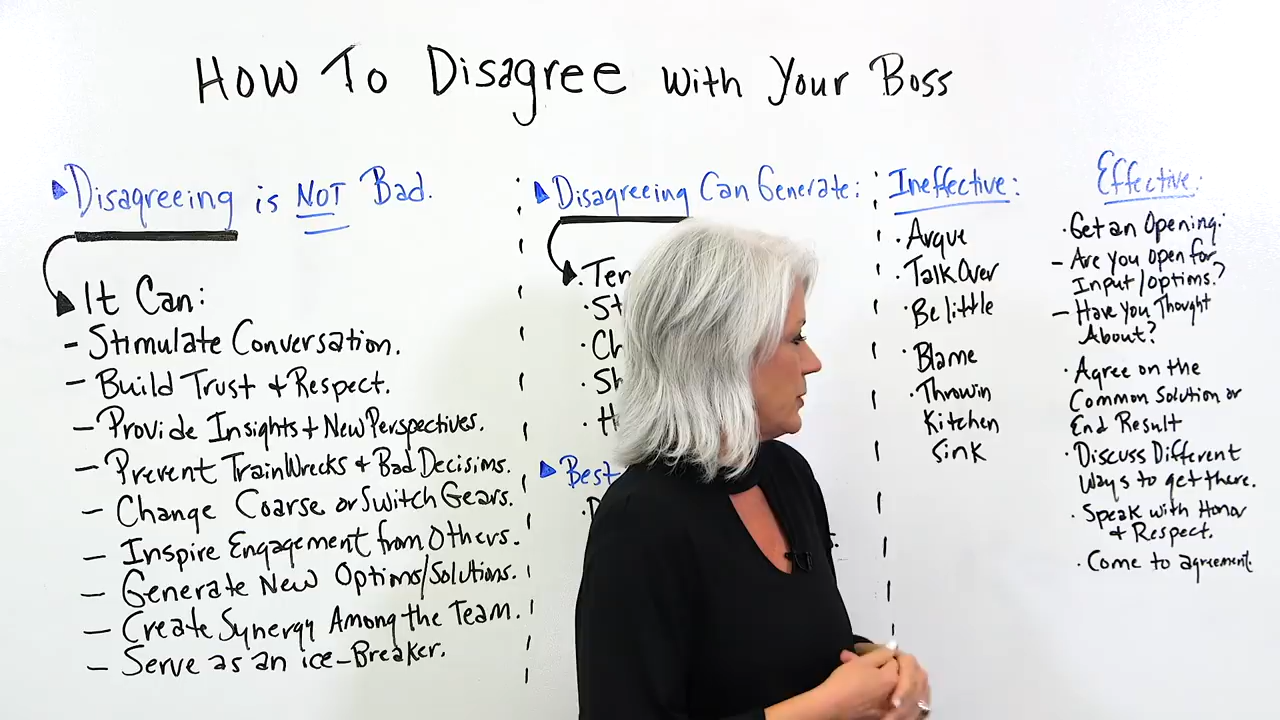 How To Disagree with Your Boss
Disagreeing is NOT Bad.
It Can:
- Stimulate Conversation.
- Build Trust + Respect.
- Provide Insights + New Perspectives.
- Prevent Train Wrecks + Bad Decisions.
- Change Coarse or Switch Gears.
- Inspire Engagement from Others.
- Generate New Options/Solutions.
- Create Synergy Among the Team.
- Serve as an ice-Breaker.
Disagreeing Can Generate:
Best
Ineffective:
· Argue
· Talk Over
· Be little
· Blame
· Throw in
Kitchen
Sink
Effective:
· Get an Opening:
- Are you open for
Input/options?
- Have you Thought
About?
· Agree on the
Common Solution or
End Result
· Discuss Different
Ways to get there.
· Speak with Honor
+ Respect.
· Come to agreement.